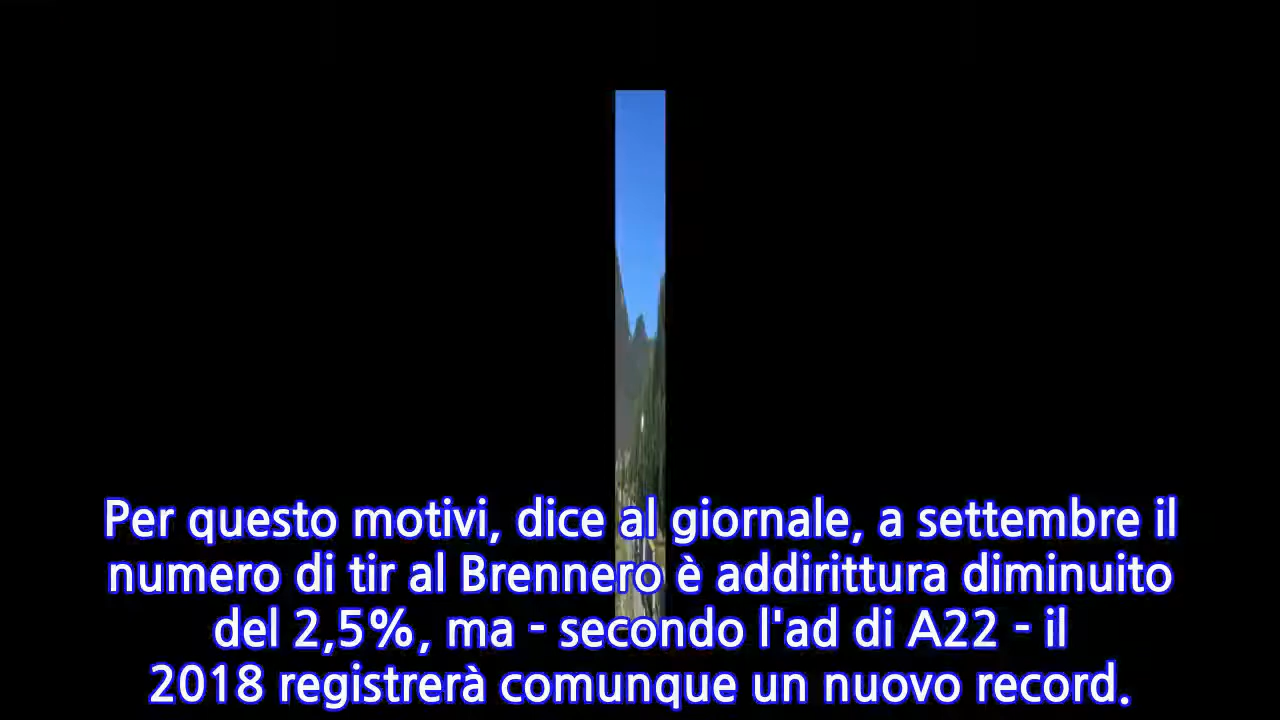 Per questo motivi, dice al giornale, a settembre il
numero di tir al Brennero è addirittura diminuito
del 2,5%, ma - secondo l'ad di A22 - il
2018 registrerà comunque un nuovo record.